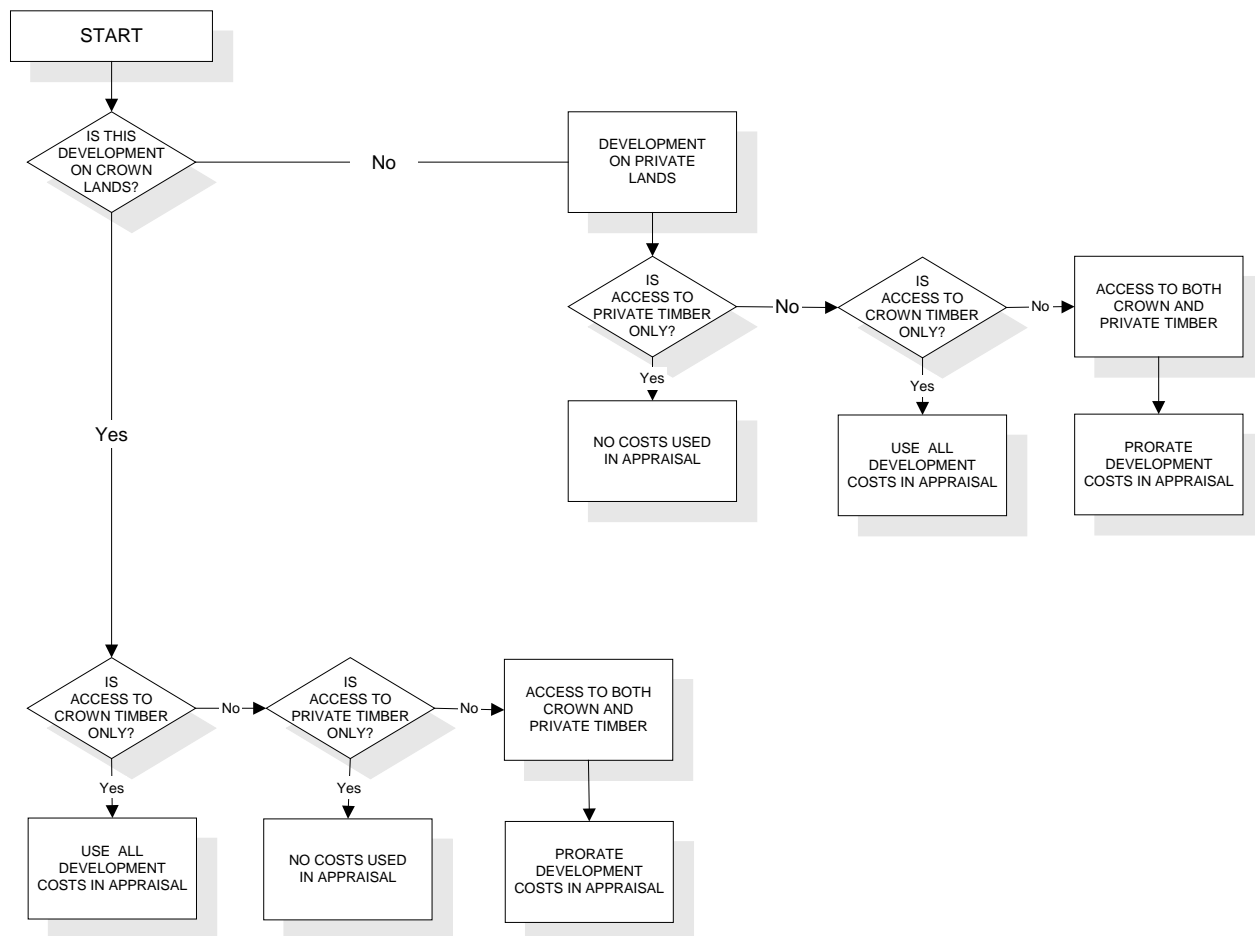 START
IS THIS
DEVELOPMENT
ON CROWN
LANDS?
No
DEVELOPMENT
ON PRIVATE
LANDS
IS
ACCESS TO
PRIVATE TIMBER
ONLY?
No
IS
ACCESS TO
CROWN TIMBER
ONLY?
No
ACCESS TO BOTH
CROWN AND
PRIVATE TIMBER
Yes
Yes
NO COSTS USED
IN APPRAISAL
USE ALL
DEVELOPMENT
COSTS IN APPRAISAL
PRORATE
DEVELOPMENT
COSTS IN APPRAISAL
Yes
IS
ACCESS TO
CROWN TIMBER
ONLY?
No
IS
ACCESS TO
PRIVATE TIMBER
ONLY?
No
ACCESS TO BOTH
CROWN AND
PRIVATE TIMBER
Yes
Yes
USE ALL
DEVELOPMENT
COSTS IN APPRAISAL
NO COSTS USED
IN APPRAISAL
PRORATE
DEVELOPMENT
COSTS IN APPRAISAL